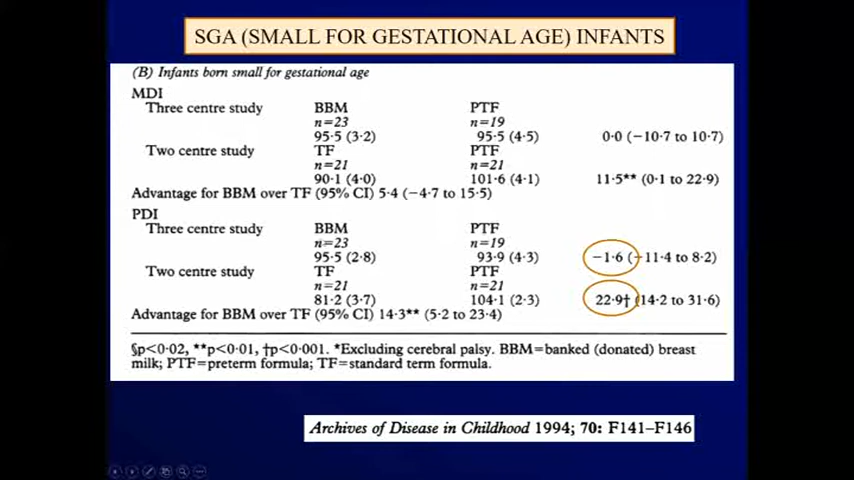 SGA (SMALL FOR GESTATIONAL AGE) INFANTS
(B) Infants born small for gestational age
MDI
Three centre study BBM PTF
n=23 n=19
95·5 (3·2) 95·5 (4·5) 0·0 (−10·7 to 10·7)
Two centre study TF PTF
n=21 n=21
90·1 (4·0) 101·6 (4·1) 11·5** (0·1 to 22·9)
Advantage for BBM over TF (95% CI) 5·4 (−4·7 to 15·5)
PDI
Three centre study BBM PTF
n=23 n=19
95·5 (2·8) 93·9 (4·3) −1·6 (−11·4 to 8·2)
Two centre study TF PTF
n=21 n=21
81·2 (3·7) 104·1 (2·3) 22·9† (14·2 to 31·6)
Advantage for BBM over TF (95% CI) 14·3** (5·2 to 23·4)
§p<0·02, **p<0·01, †p<0·001. *Excluding cerebral palsy. BBM=banked (donated) breast
milk; PTF=preterm formula; TF=standard term formula.
Archives of Disease in Childhood 1994; 70: F141–F146